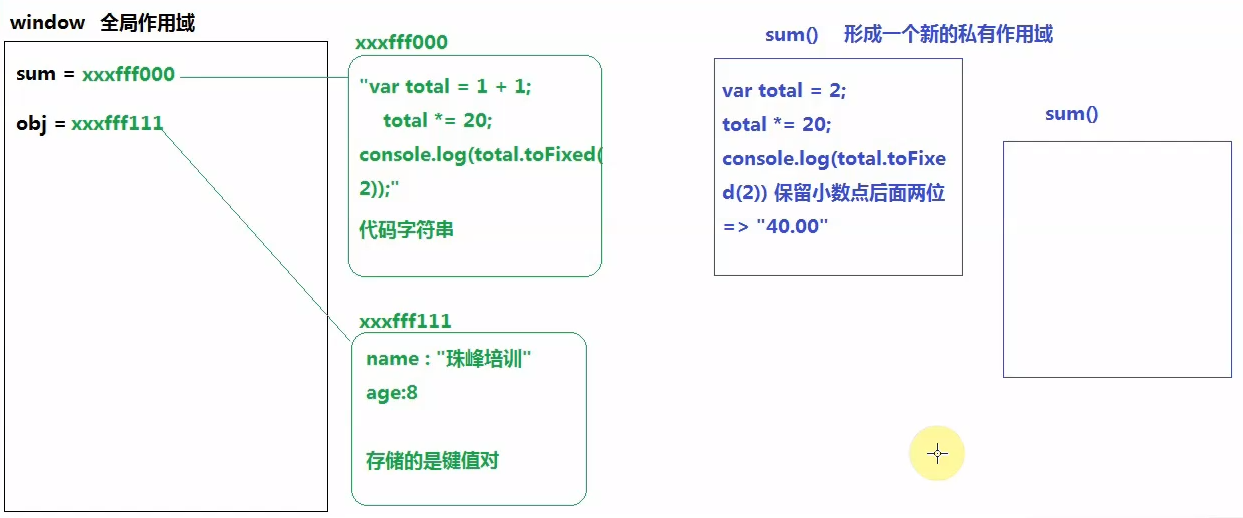 window 全局作用域
sum = xxxfff000
obj = xxxfff111
xxxfff000
"var total = 1 + 1;
total *= 20;
console.log(total.toFixed(
2));"
代码字符串
xxxfff111
name : "珠峰培训"
age:8
存储的是键值对
sum() 形成一个新的私有作用域
var total = 2;
total *= 20;
console.log(total.toFixe
d(2)) 保留小数点后面两位
=> "40.00"
sum()